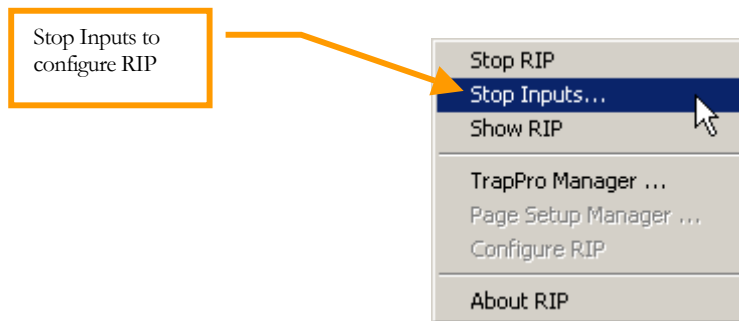 Stop Inputs to
configure RIP
Stop RIP
Stop Inputs...
Show RIP
TrapPro Manager ...
Page Setup Manager ...
Configure RIP
About RIP